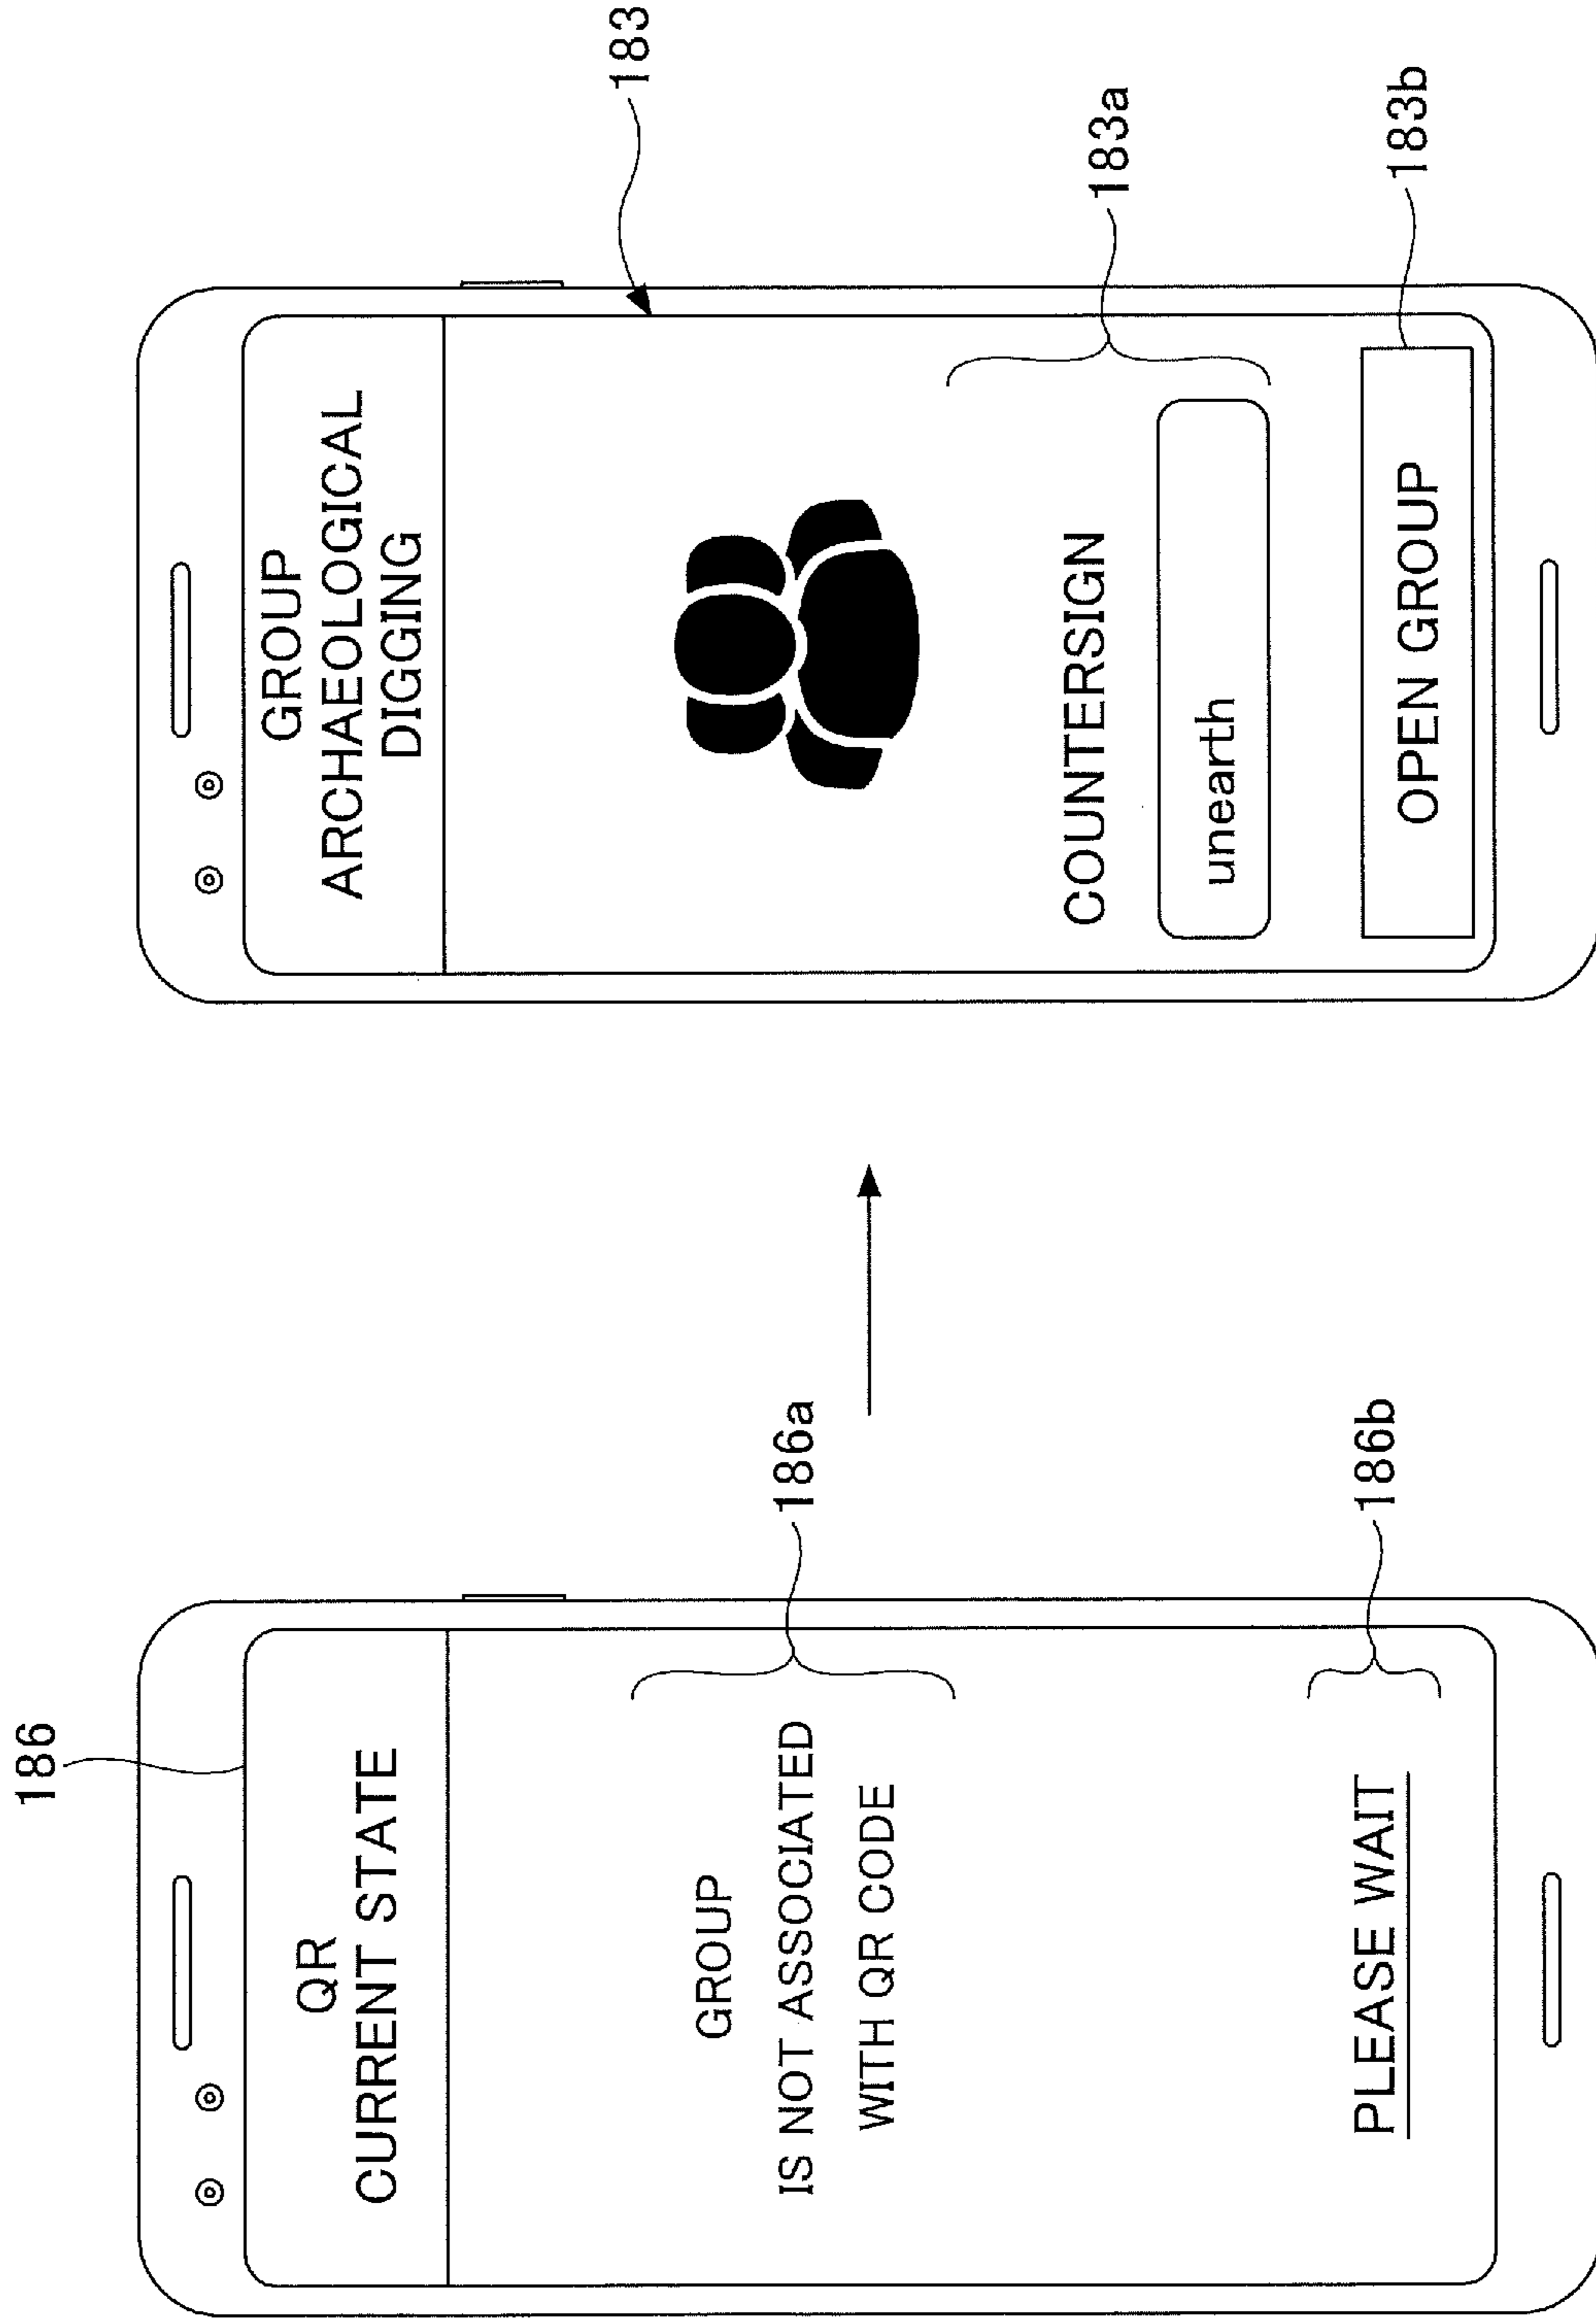 186
QR
CURRENT STATE
GROUP
IS NOT ASSOCIATED
WITH QR CODE
186a
PLEASE WAIT
186b
183
GROUP
ARCHAEOLOGICAL
DIGGING
COUNTERSIGN
183a
unearth
OPEN GROUP
183b